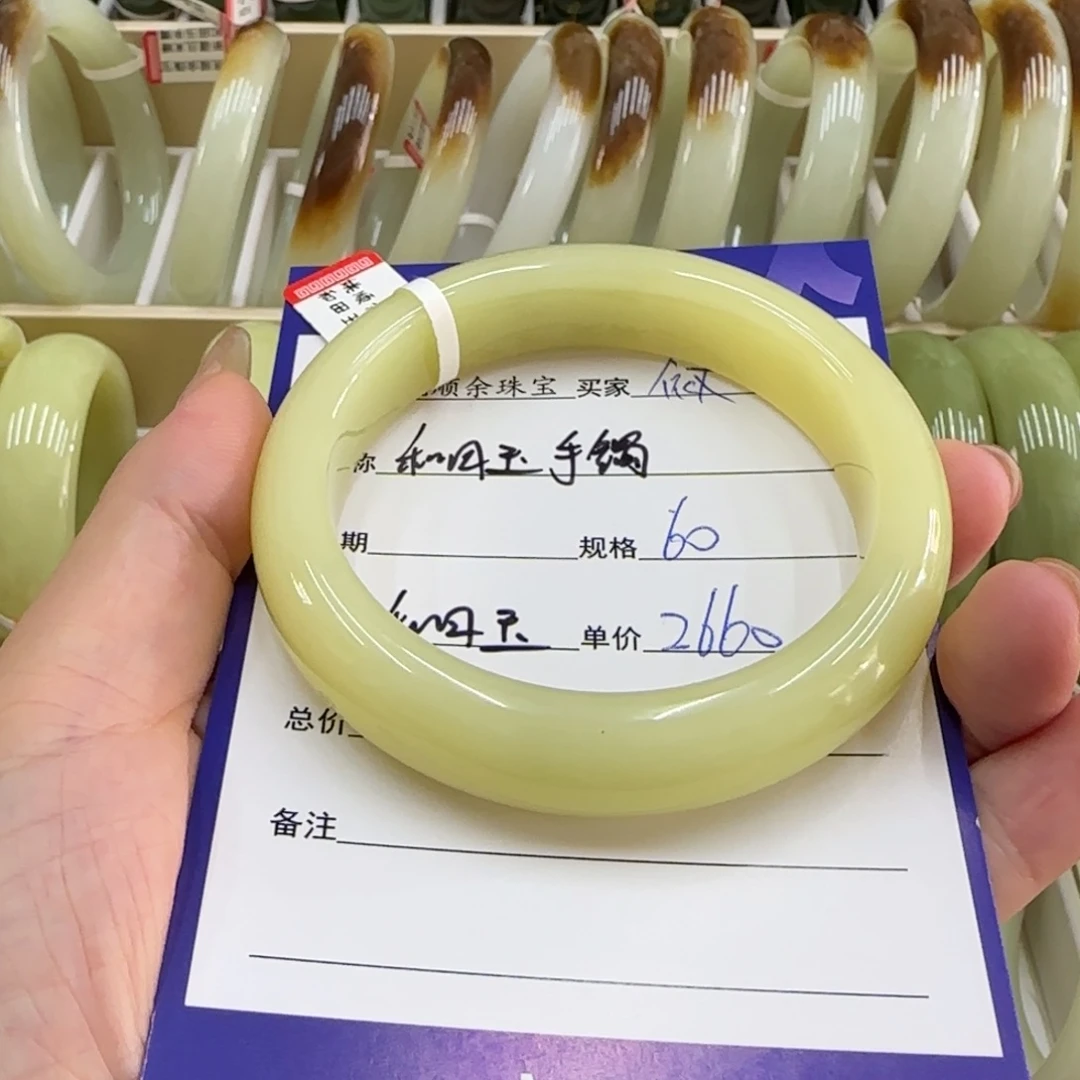 顺余珠宝 买家
称 和田玉手镯
期 规格 60
和田玉 单价 2660
总价
备注